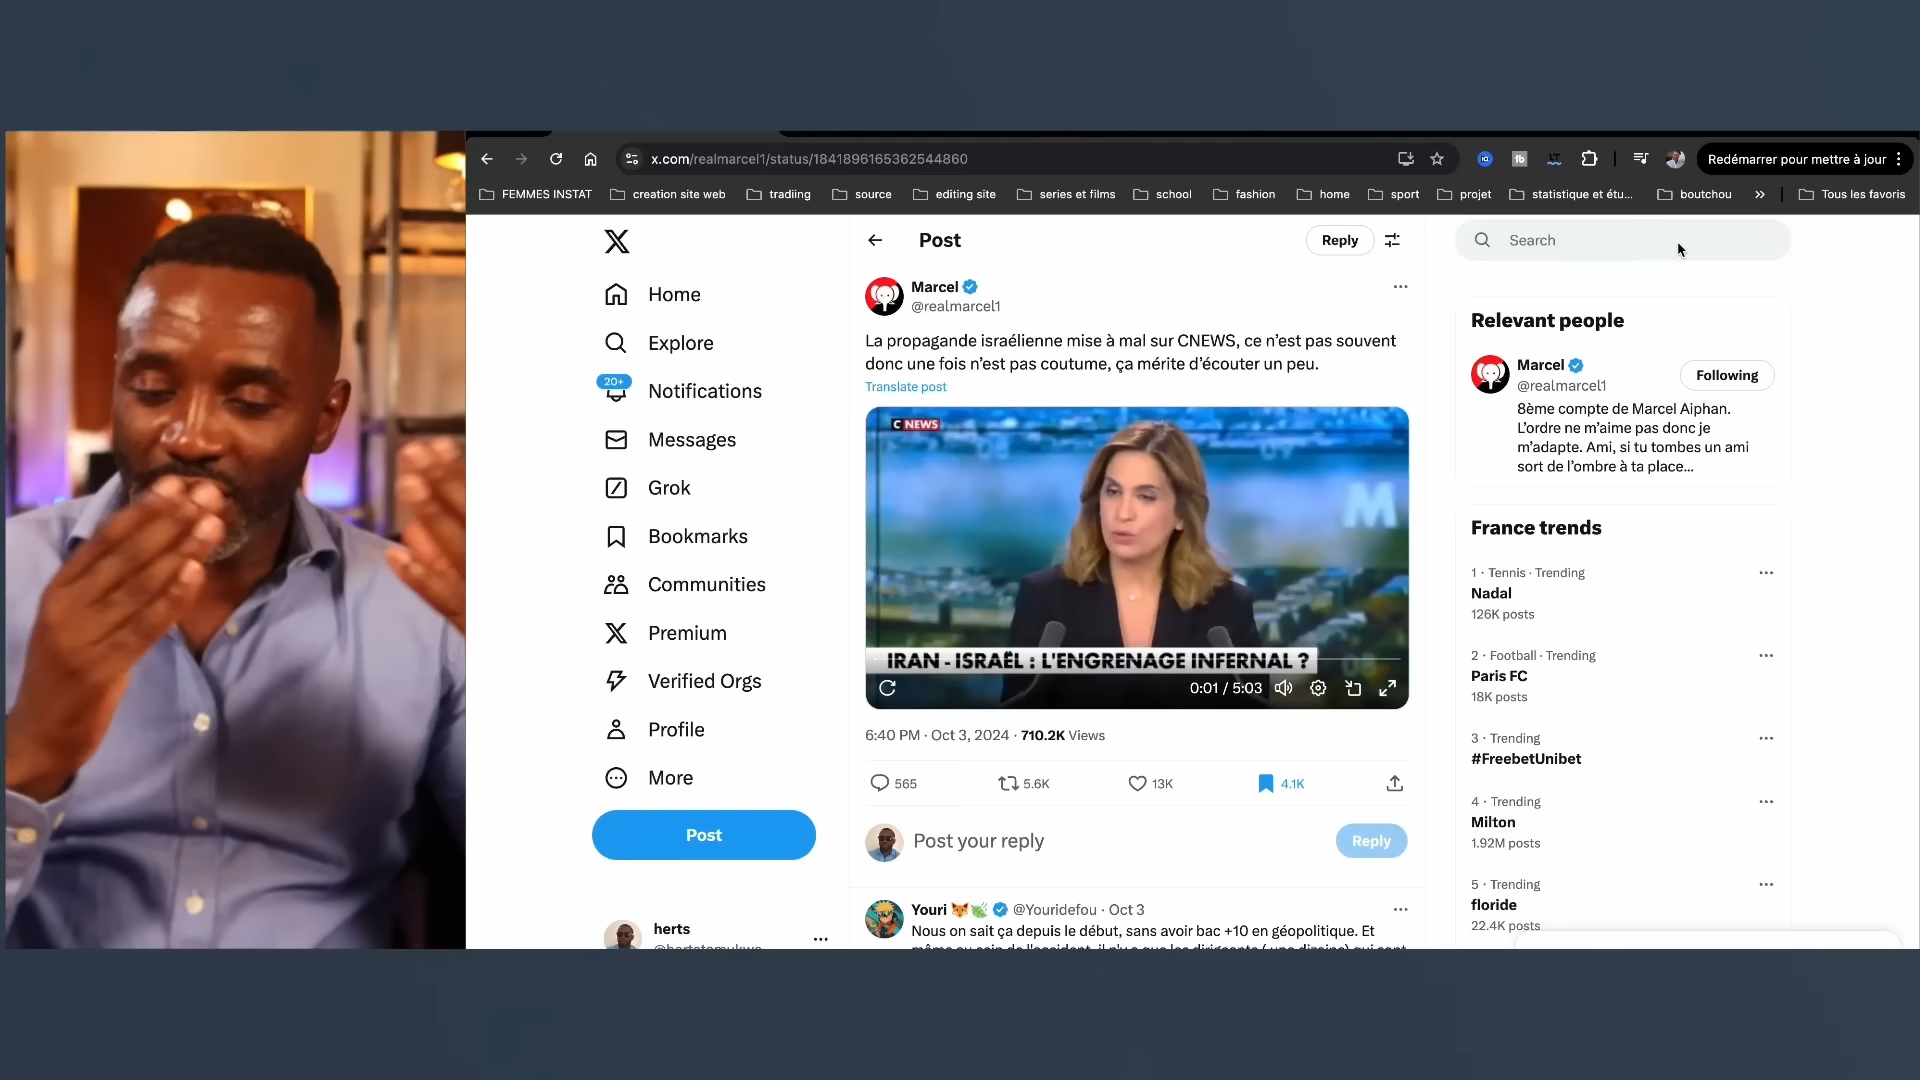 x.com/realmarcel1/status/1841896165362544860
Redémarrer pour mettre à jour
FEMMES INSTAT
creation site web
tradiing
source
editing site
series et films
school
fashion
home
sport
projet
statistique et étu...
boutchou
Tous les favoris
Home
Explore
20+
Notifications
Messages
Grok
Bookmarks
Communities
Premium
Verified Orgs
Profile
More
Post
herts
Post
Reply
Marcel
@realmarcel1
La propagande israélienne mise à mal sur CNEWS, ce n’est pas souvent
donc une fois n’est pas coutume, ça mérite d’écouter un peu.
Translate post
C NEWS
M
IRAN - ISRAËL : L'ENGRENAGE INFERNAL ?
0:01 / 5:03
6:40 PM · Oct 3, 2024 · 710.2K Views
565
5.6K
13K
4.1K
Post your reply
Reply
Youri 🦊🍃 @Youridefou · Oct 3
Nous on sait ça depuis le début, sans avoir bac +10 en géopolitique. Et
Search
Relevant people
Marcel
@realmarcel1
Following
8ème compte de Marcel Aiphan.
L’ordre ne m’aime pas donc je
m’adapte. Ami, si tu tombes un ami
sort de l’ombre à ta place...
France trends
1 · Tennis · Trending
Nadal
126K posts
2 · Football · Trending
Paris FC
18K posts
3 · Trending
#FreebetUnibet
4 · Trending
Milton
1.92M posts
5 · Trending
floride
22.4K posts